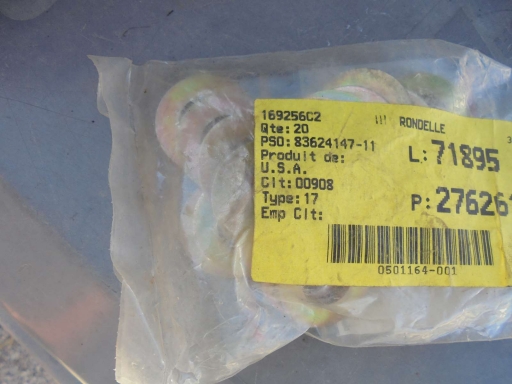 169256C2 RONDELLE
Qte: 20
PSO: 83624147-11
Produit de: L: 71895
U.S.A.
Clt: 00908
Type: 17 P: 27626
Emp Clt:
0501164-001